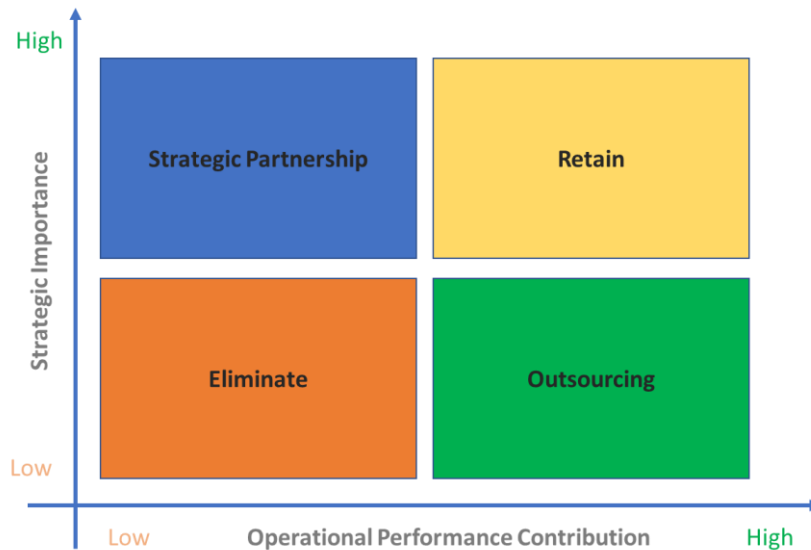 High
Strategic Partnership
Retain
Strategic Importance
Eliminate
Outsourcing
Low
Low
Operational Performance Contribution
High